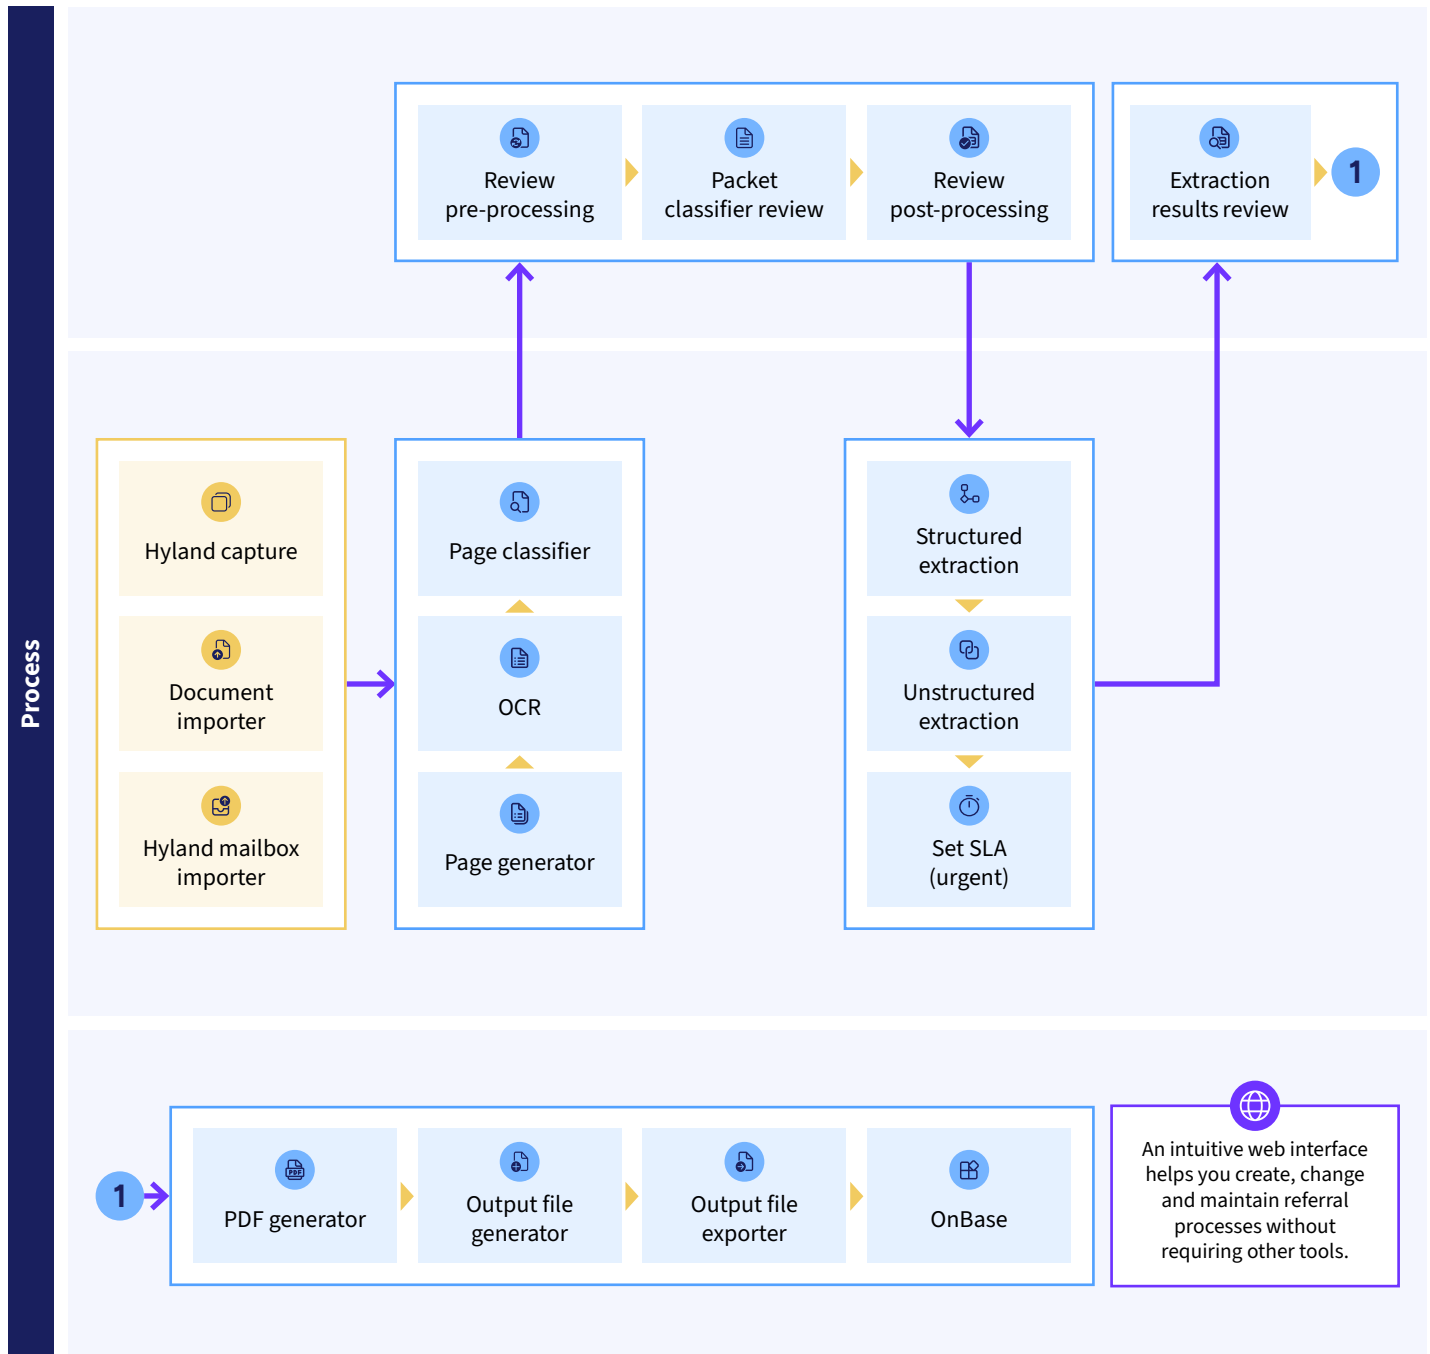 Process
Review
pre-processing
Packet
classifier review
Review
post-processing
Extraction
results review
1
Hyland capture
Document
importer
Hyland mailbox
importer
Page classifier
OCR
Page generator
Structured
extraction
Unstructured
extraction
Set SLA
(urgent)
1
PDF
PDF generator
Output file
generator
Output file
exporter
OnBase
An intuitive web interface
helps you create, change
and maintain referral
processes without
requiring other tools.